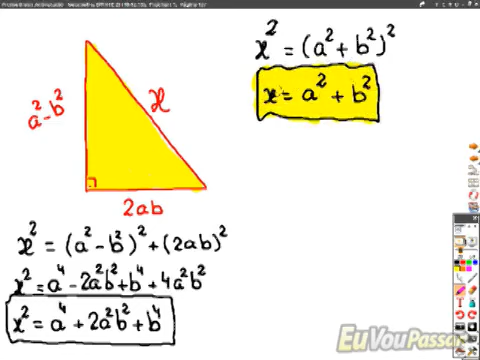 x² = (a² + b²)²
x = a² + b²
a² - b²
x
2ab
x² = (a² - b²)² + (2ab)²
x² = a⁴ - 2a²b² + b⁴ + 4a²b²
x² = a⁴ + 2a²b² + b⁴
EuVouPassar